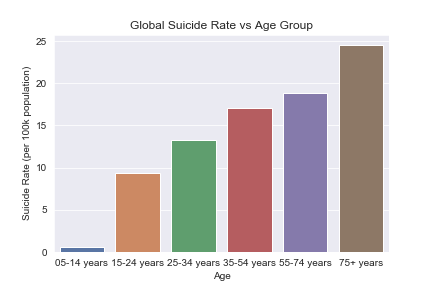 Global Suicide Rate vs Age Group
Suicide Rate (per 100k population)
25
20
15
10
5
0
05-14 years 15-24 years 25-34 years 35-54 years 55-74 years 75+ years
Age